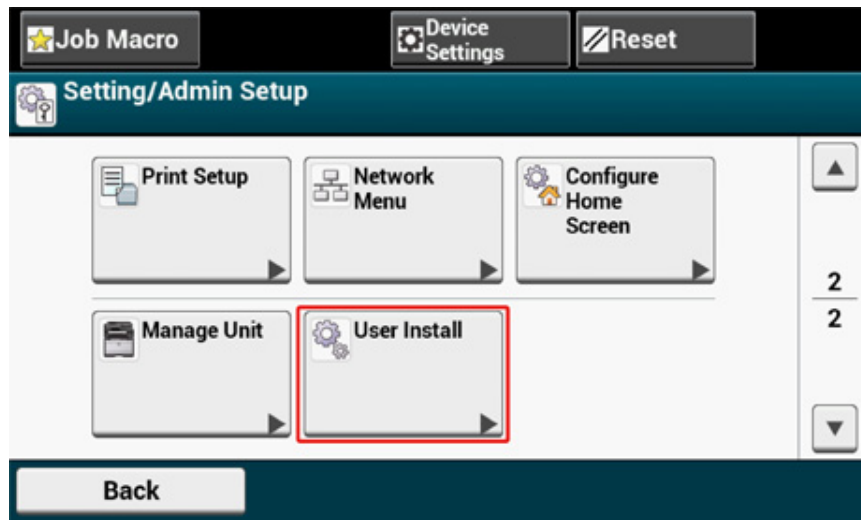 Job Macro
Device
Settings
Reset
Setting/Admin Setup
Print Setup
Network
Menu
Configure
Home
Screen
2
2
Manage Unit
User Install
Back